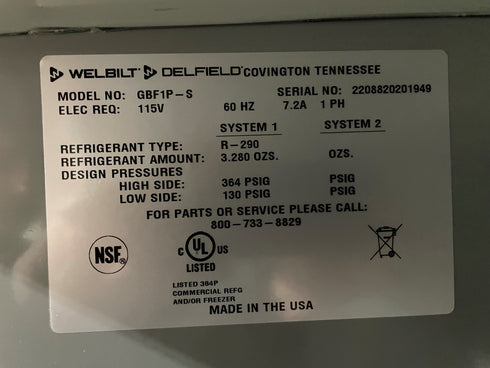 WELBILT® DELFIELD® COVINGTON TENNESSEE
MODEL NO: GBF1P-S SERIAL NO: 2208820201949
ELEC REQ: 115V 60 HZ 7.2A 1 PH
SYSTEM 1 SYSTEM 2
REFRIGERANT TYPE: R-290
REFRIGERANT AMOUNT: 3.280 OZS. OZS.
DESIGN PRESSURES
HIGH SIDE: 364 PSIG PSIG
LOW SIDE: 130 PSIG PSIG
FOR PARTS OR SERVICE PLEASE CALL:
800-733-8829
NSF®
C UL® US
LISTED
LISTED 364P
COMMERCIAL REFG
AND/OR FREEZER
MADE IN THE USA